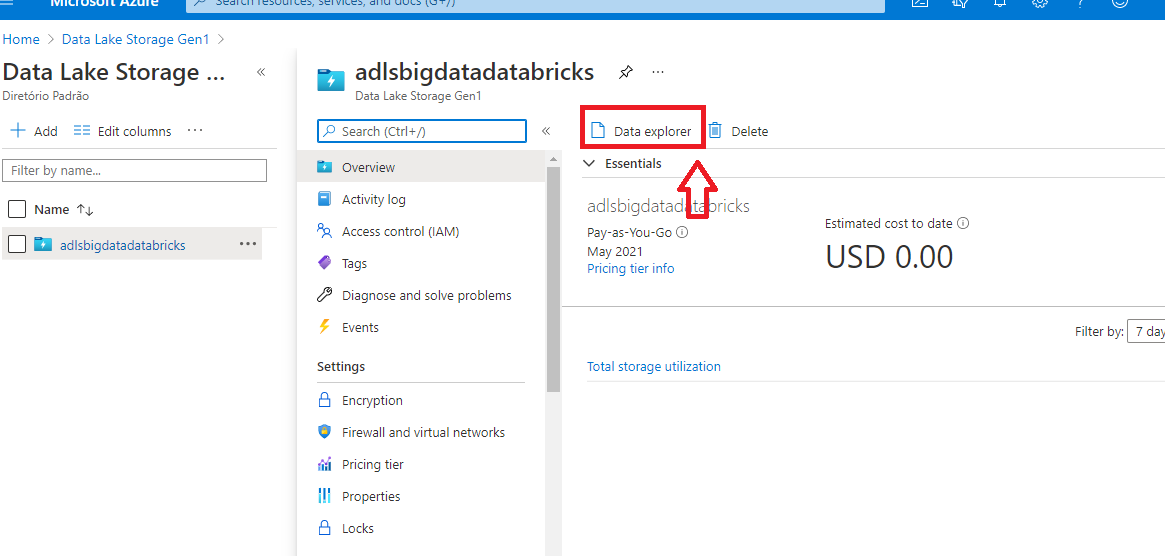 Microsoft Azure
Search resources, services, and docs (G+/)
Home > Data Lake Storage Gen1 >
Data Lake Storage ...
Diretório Padrão
Add
Edit columns
Filter by name...
Name
adlsbigdatadatabricks
adlsbigdatadatabricks
Data Lake Storage Gen1
Search (Ctrl+/)
Overview
Activity log
Access control (IAM)
Tags
Diagnose and solve problems
Events
Settings
Encryption
Firewall and virtual networks
Pricing tier
Properties
Locks
Data explorer
Delete
Essentials
adlsbigdatadatabricks
Pay-as-You-Go
May 2021
Pricing tier info
Estimated cost to date
USD 0.00
Filter by: 7 day
Total storage utilization